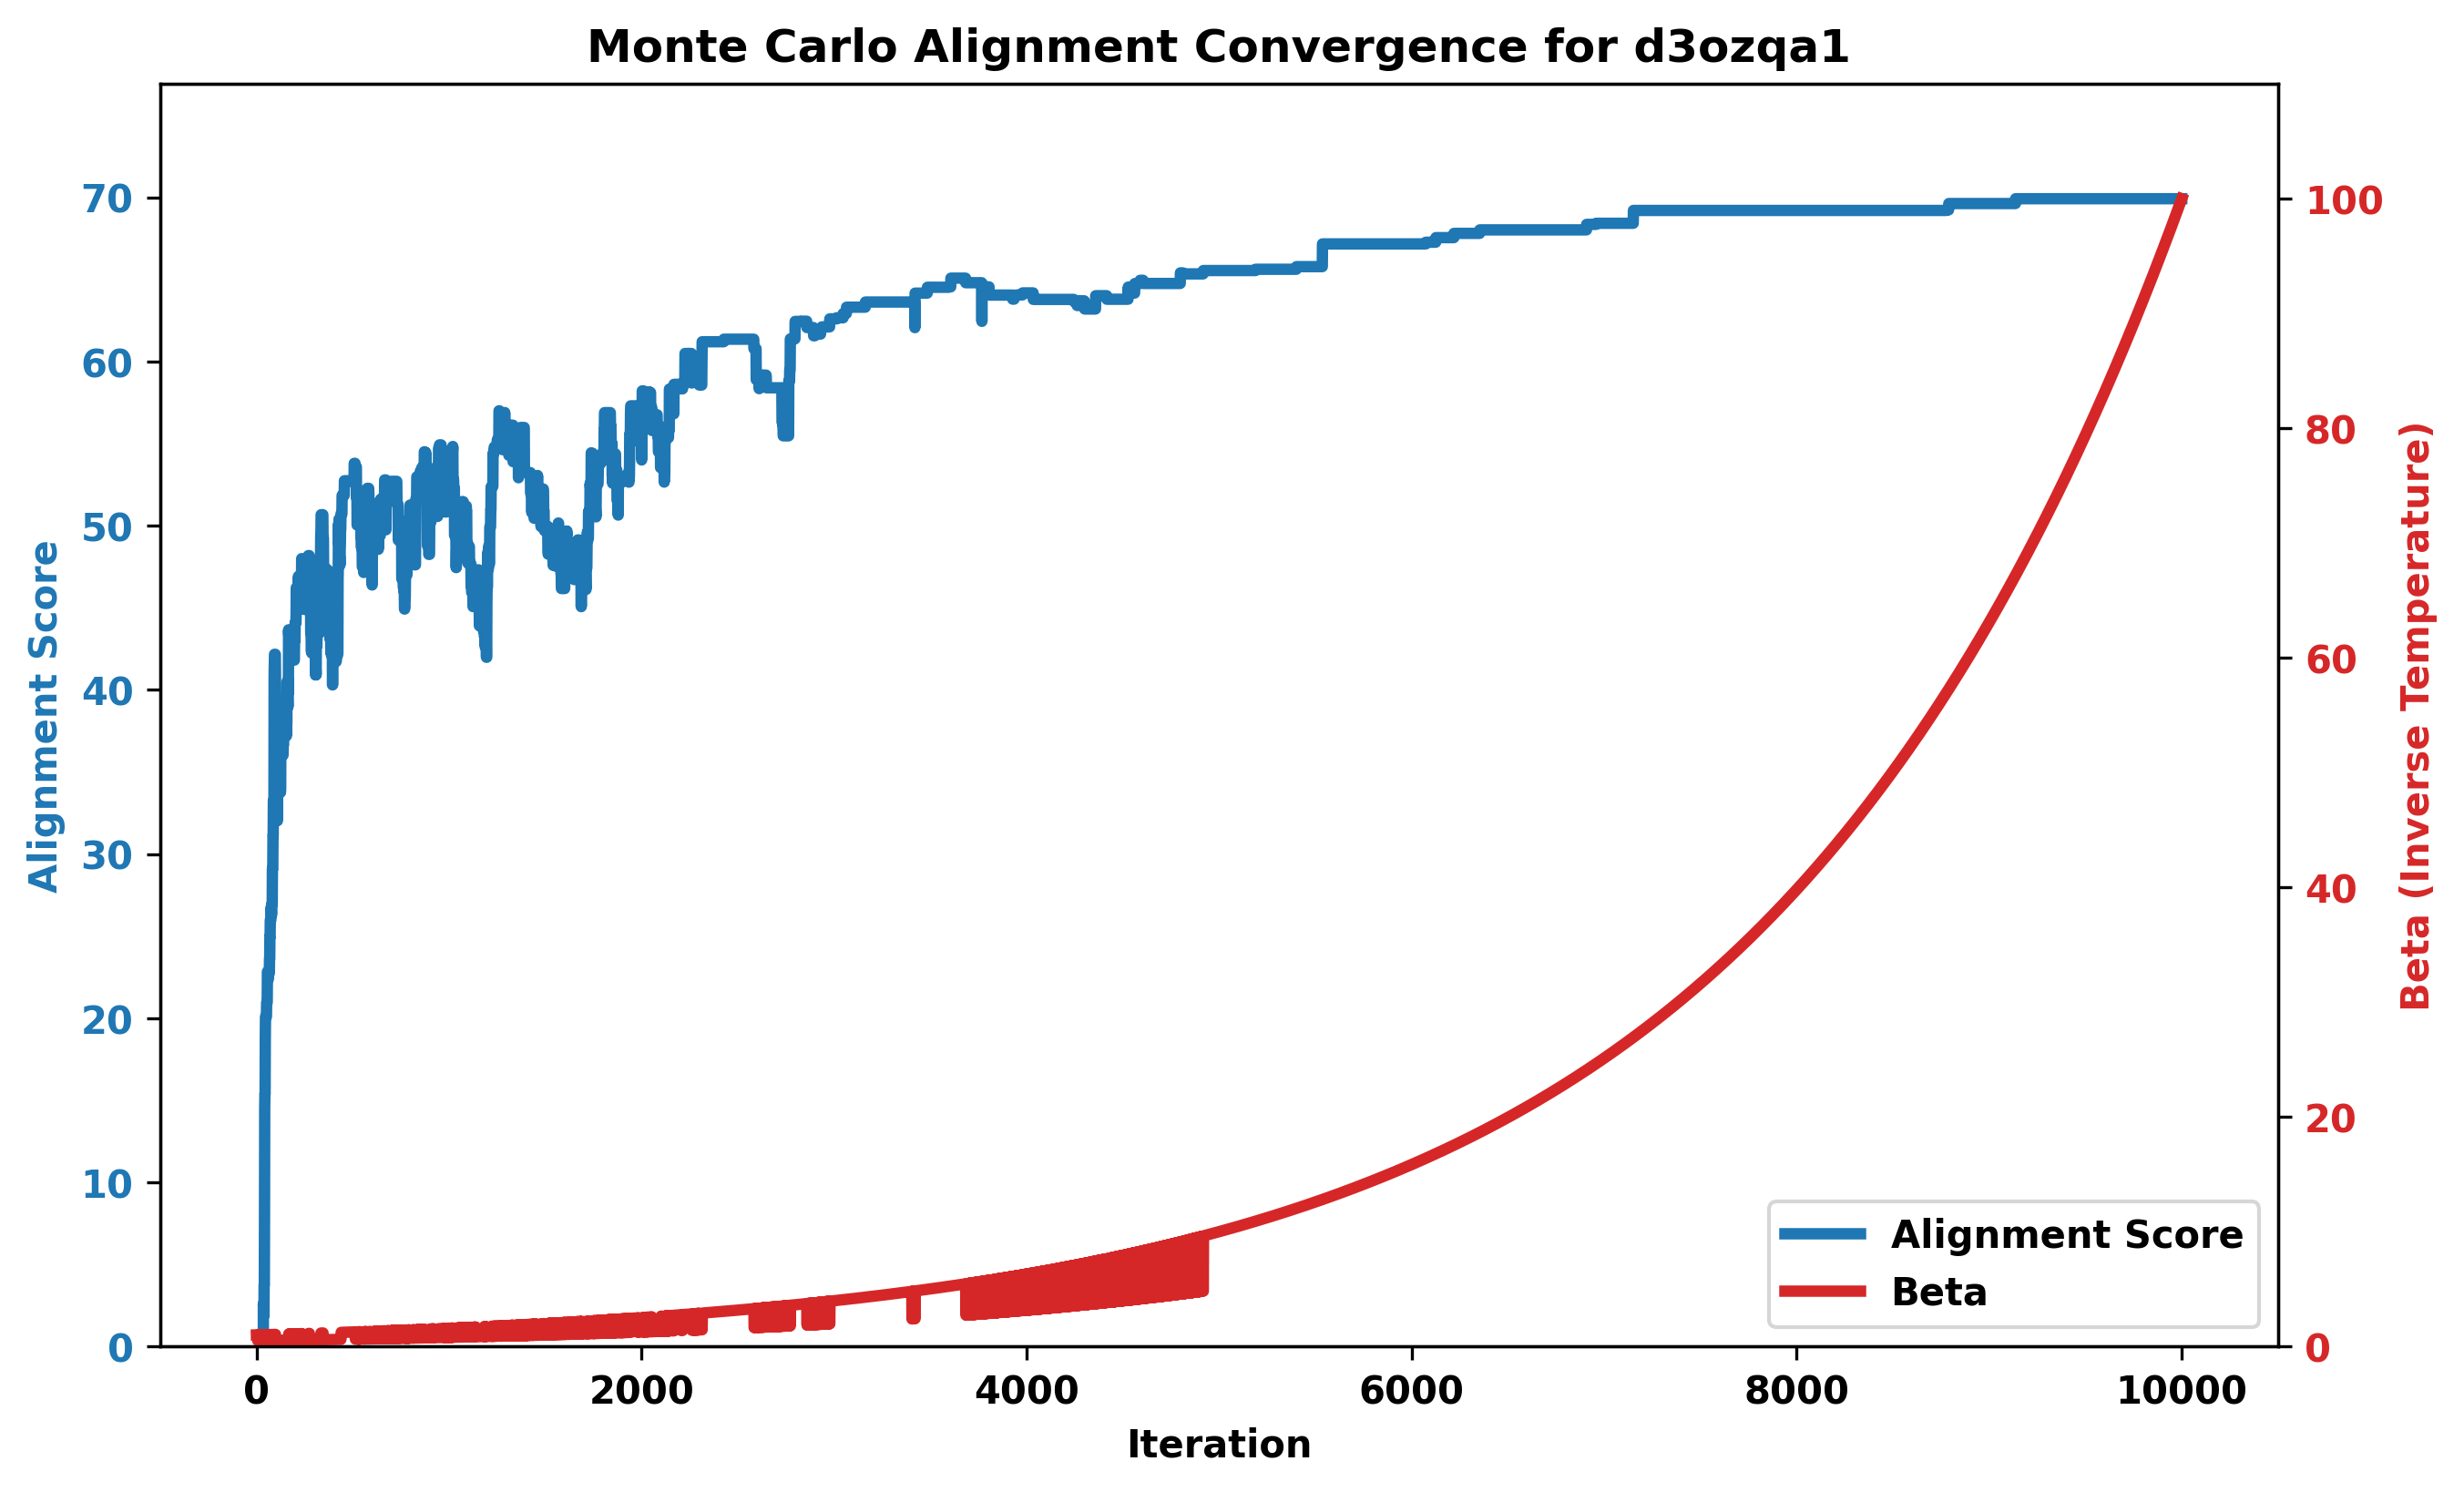 Monte Carlo Alignment Convergence for d3ozqa1
Alignment Score
70
60
50
40
30
20
10
0
100
80
60
40
20
0
Beta (Inverse Temperature)
Alignment Score
Beta
0 2000 4000 6000 8000 10000
Iteration